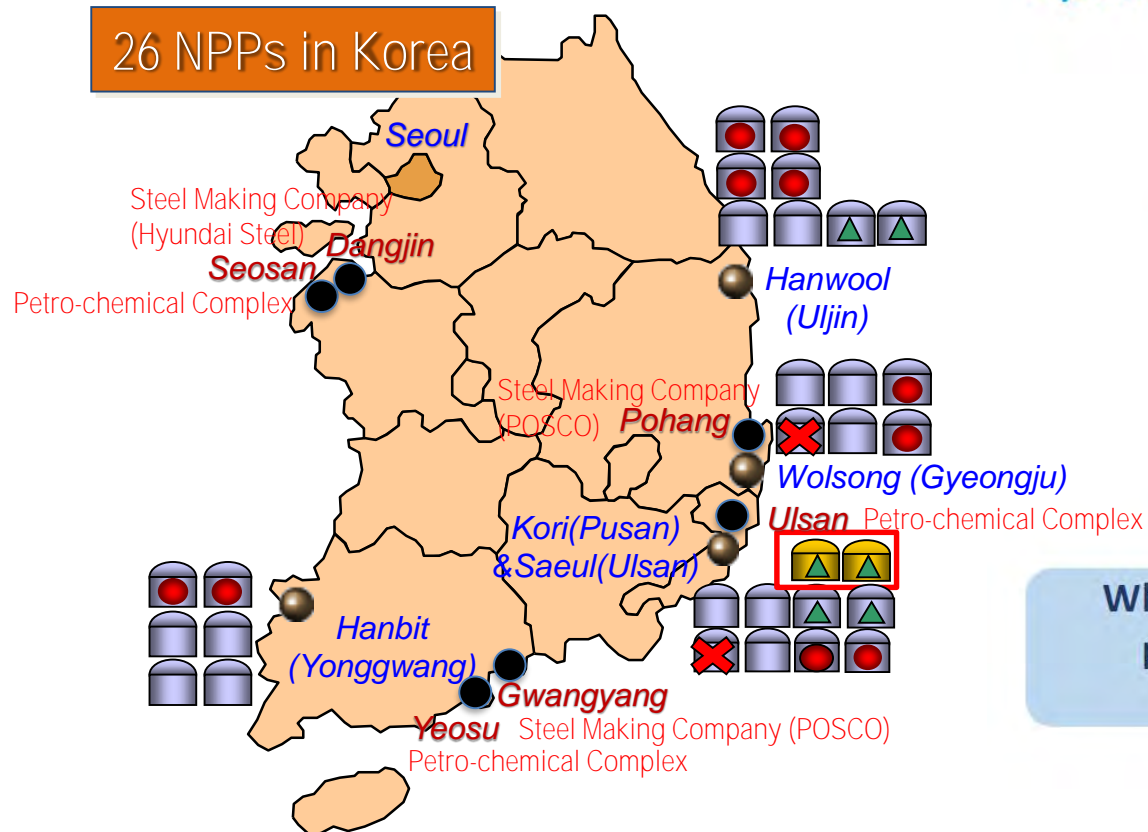 26 NPPs in Korea
Seoul
Steel Making Company
(Hyundai Steel)
Dangjin
Seosan
Petro-chemical Complex
Hanwool
(Uljin)
Steel Making Company
(POSCO)
Pohang
Wolsong (Gyeongju)
Ulsan Petro-chemical Complex
Kori(Pusan)
&Saeul(Ulsan)
Hanbit
(Yonggwang)
Gwangyang
Yeosu Steel Making Company (POSCO)
Petro-chemical Complex